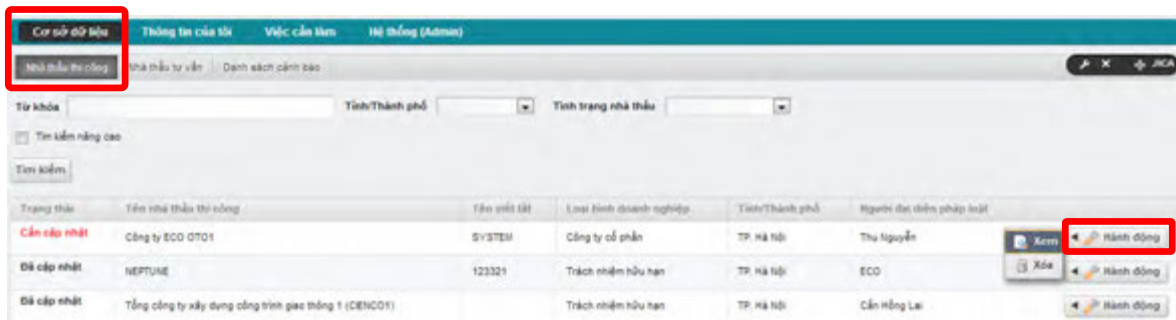 Cơ sở dữ liệu Thông tin của tôi Việc cần làm Hệ thống (Admin)
Nhà thầu thi công Nhà thầu tư vấn Danh sách cảnh báo JICA
Từ khóa Tỉnh/Thành phố Tình trạng nhà thầu
Tìm kiếm nâng cao
Tìm kiếm
Trạng thái Tên nhà thầu thi công Tên viết tắt Loại hình doanh nghiệp Tỉnh/Thành phố Người đại diện pháp luật
Cần cập nhật Công ty ECO OTO1 SYSTEM Công ty cổ phần TP. Hà Nội Thu Nguyễn Xem Hành động
Xóa
Đã cập nhật NEPTUNE 123321 Trách nhiệm hữu hạn TP. Hà Nội ECO Hành động
Đã cập nhật Tổng công ty xây dựng công trình giao thông 1 (CIENCO1) Trách nhiệm hữu hạn TP. Hà Nội Cấn Hồng Lai Hành động